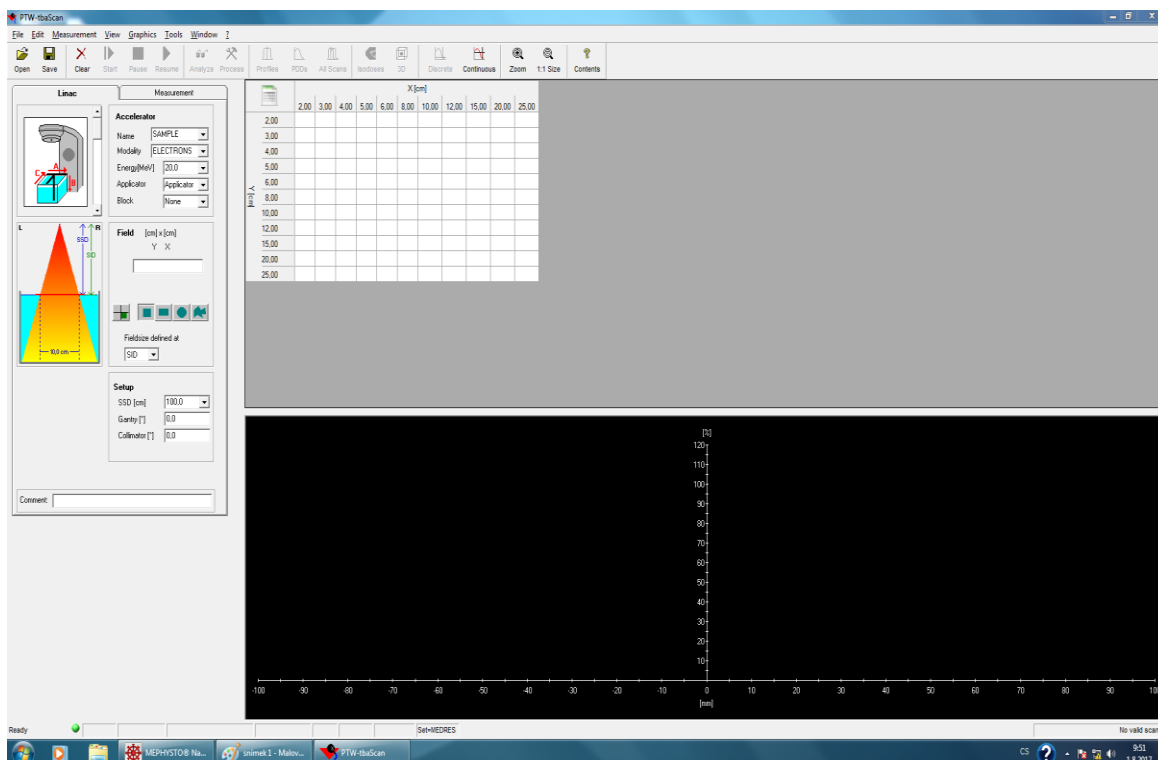 PTW-tbaScan
File Edit Measurement View Graphics Tools Window ?
Open Save Clear Start Pause Resume Analyze Process Profiles PDDs All Scans Isodoses 3D Discrete Continuous Zoom 1:1 Size Contents
Linac Measurement
A
C
B
Accelerator
Name SAMPLE
Modality ELECTRONS
Energy[MeV] 20,0
Applicator Applicator
Block None
L R
SSD
SID
10,0 cm
Field [cm] x [cm]
Y X
Fieldsize defined at
SID
Setup
SSD [cm] 100,0
Gantry [°] 0,0
Collimator [°] 0,0
Comment:
X [cm]
2,00 3,00 4,00 5,00 6,00 8,00 10,00 12,00 15,00 20,00 25,00
Y [cm]
2,00
3,00
4,00
5,00
6,00
8,00
10,00
12,00
15,00
20,00
25,00
[%]
120
110
100
90
80
70
60
50
40
30
20
10
-100 -90 -80 -70 -60 -50 -40 -30 -20 -10 0 10 20 30 40 50 60 70 80 90
[mm]
Ready Set=MEDRES No valid scan
MEPHYSTO® Na... snimek1 - Malov... PTW-tbaScan CS 9:51
1.8.2012